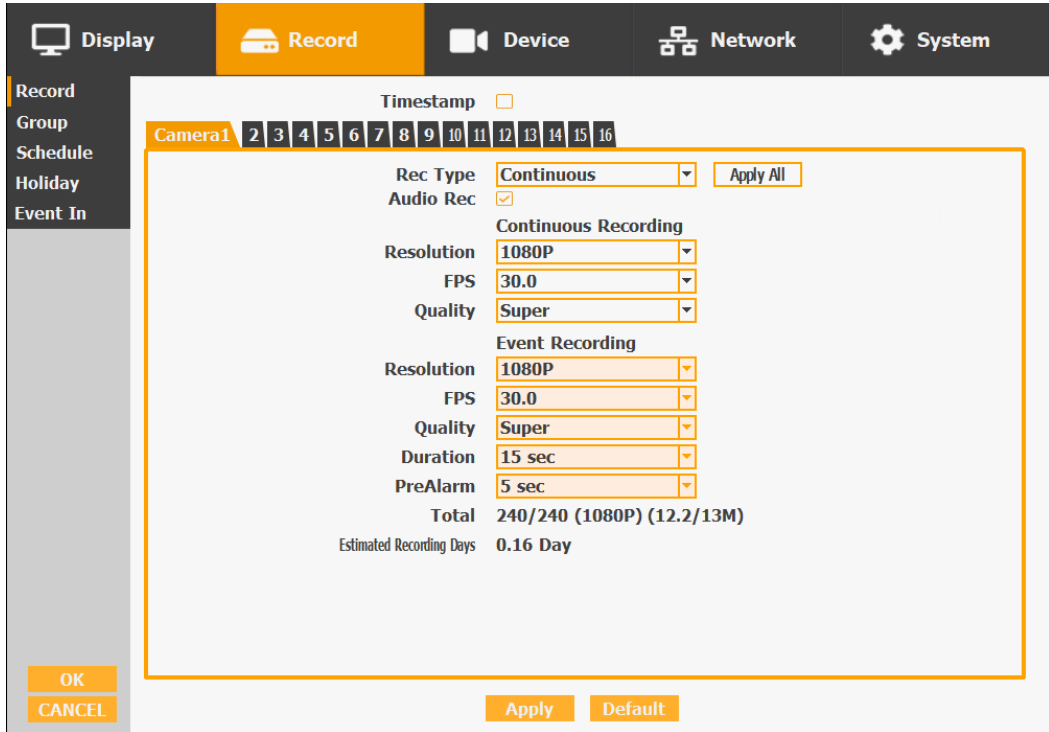 Display Record Device Network System
Record
Group
Schedule
Holiday
Event In
Timestamp
Camera1 2 3 4 5 6 7 8 9 10 11 12 13 14 15 16
Rec Type Continuous Apply All
Audio Rec
Continuous Recording
Resolution 1080P
FPS 30.0
Quality Super
Event Recording
Resolution 1080P
FPS 30.0
Quality Super
Duration 15 sec
PreAlarm 5 sec
Total 240/240 (1080P) (12.2/13M)
Estimated Recording Days 0.16 Day
OK
CANCEL
Apply Default